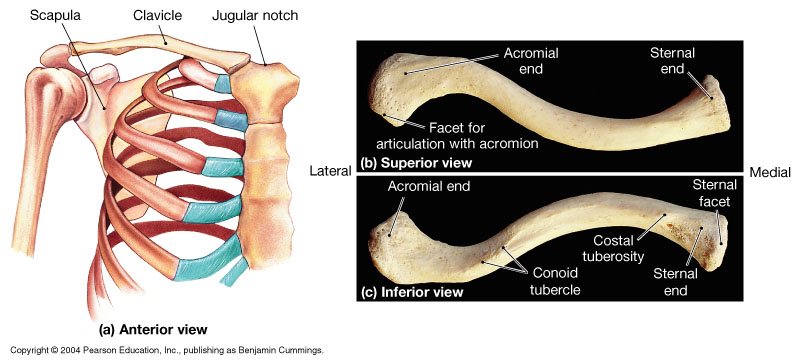 Scapula
Clavicle
Jugular notch
(a) Anterior view
Lateral
Acromial
end
Sternal
end
Facet for
articulation with acromion
(b) Superior view
Medial
Acromial end
Sternal
facet
Costal
tuberosity
Conoid
tubercle
Sternal
end
(c) Inferior view
Copyright © 2004 Pearson Education, Inc., publishing as Benjamin Cummings.